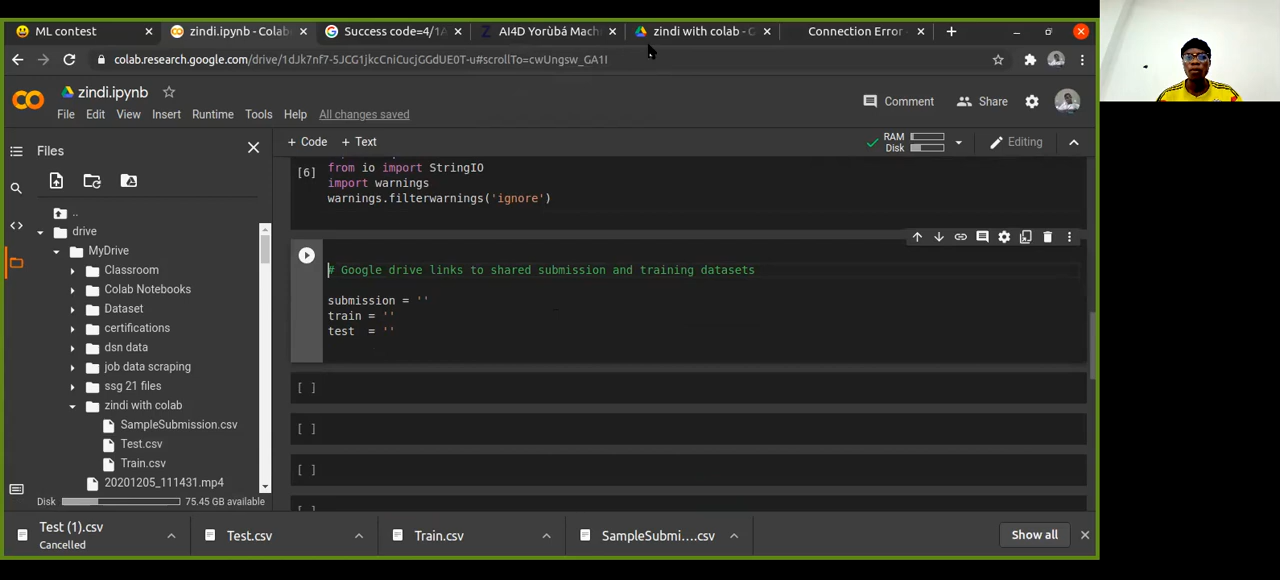 ML contest
zindi.ipynb - Colab
Success code=4/1A
AI4D Yorùbá Mach
zindi with colab - G
Connection Error -
colab.research.google.com/drive/1dJk7nf7-5JCG1jkcCniCucjGGdUE0T-u#scrollTo=cwUngsw_GA1I
zindi.ipynb
Comment
Share
File Edit View Insert Runtime Tools Help All changes saved
Files
+ Code + Text
RAM
Disk
Editing
..
drive
MyDrive
Classroom
Colab Notebooks
Dataset
certifications
dsn data
job data scraping
ssg 21 files
zindi with colab
SampleSubmission.csv
Test.csv
Train.csv
20201205_111431.mp4
Disk 75.45 GB available
[6]
from io import StringIO
import warnings
warnings.filterwarnings('ignore')
# Google drive links to shared submission and training datasets
submission = ''
train = ''
test = ''
[ ]
[ ]
[ ]
Test (1).csv
Cancelled
Test.csv
Train.csv
SampleSubmi....csv
Show all